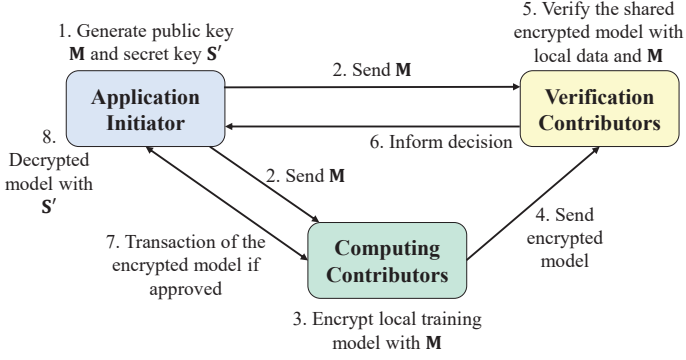 1. Generate public key
M and secret key S′
5. Verify the shared
encrypted model with
local data and M
2. Send M
Application
Initiator
Verification
Contributors
6. Inform decision
8.
Decrypted
model with
S′
2. Send M
7. Transaction of the
encrypted model if
approved
Computing
Contributors
4. Send
encrypted
model
3. Encrypt local training
model with M